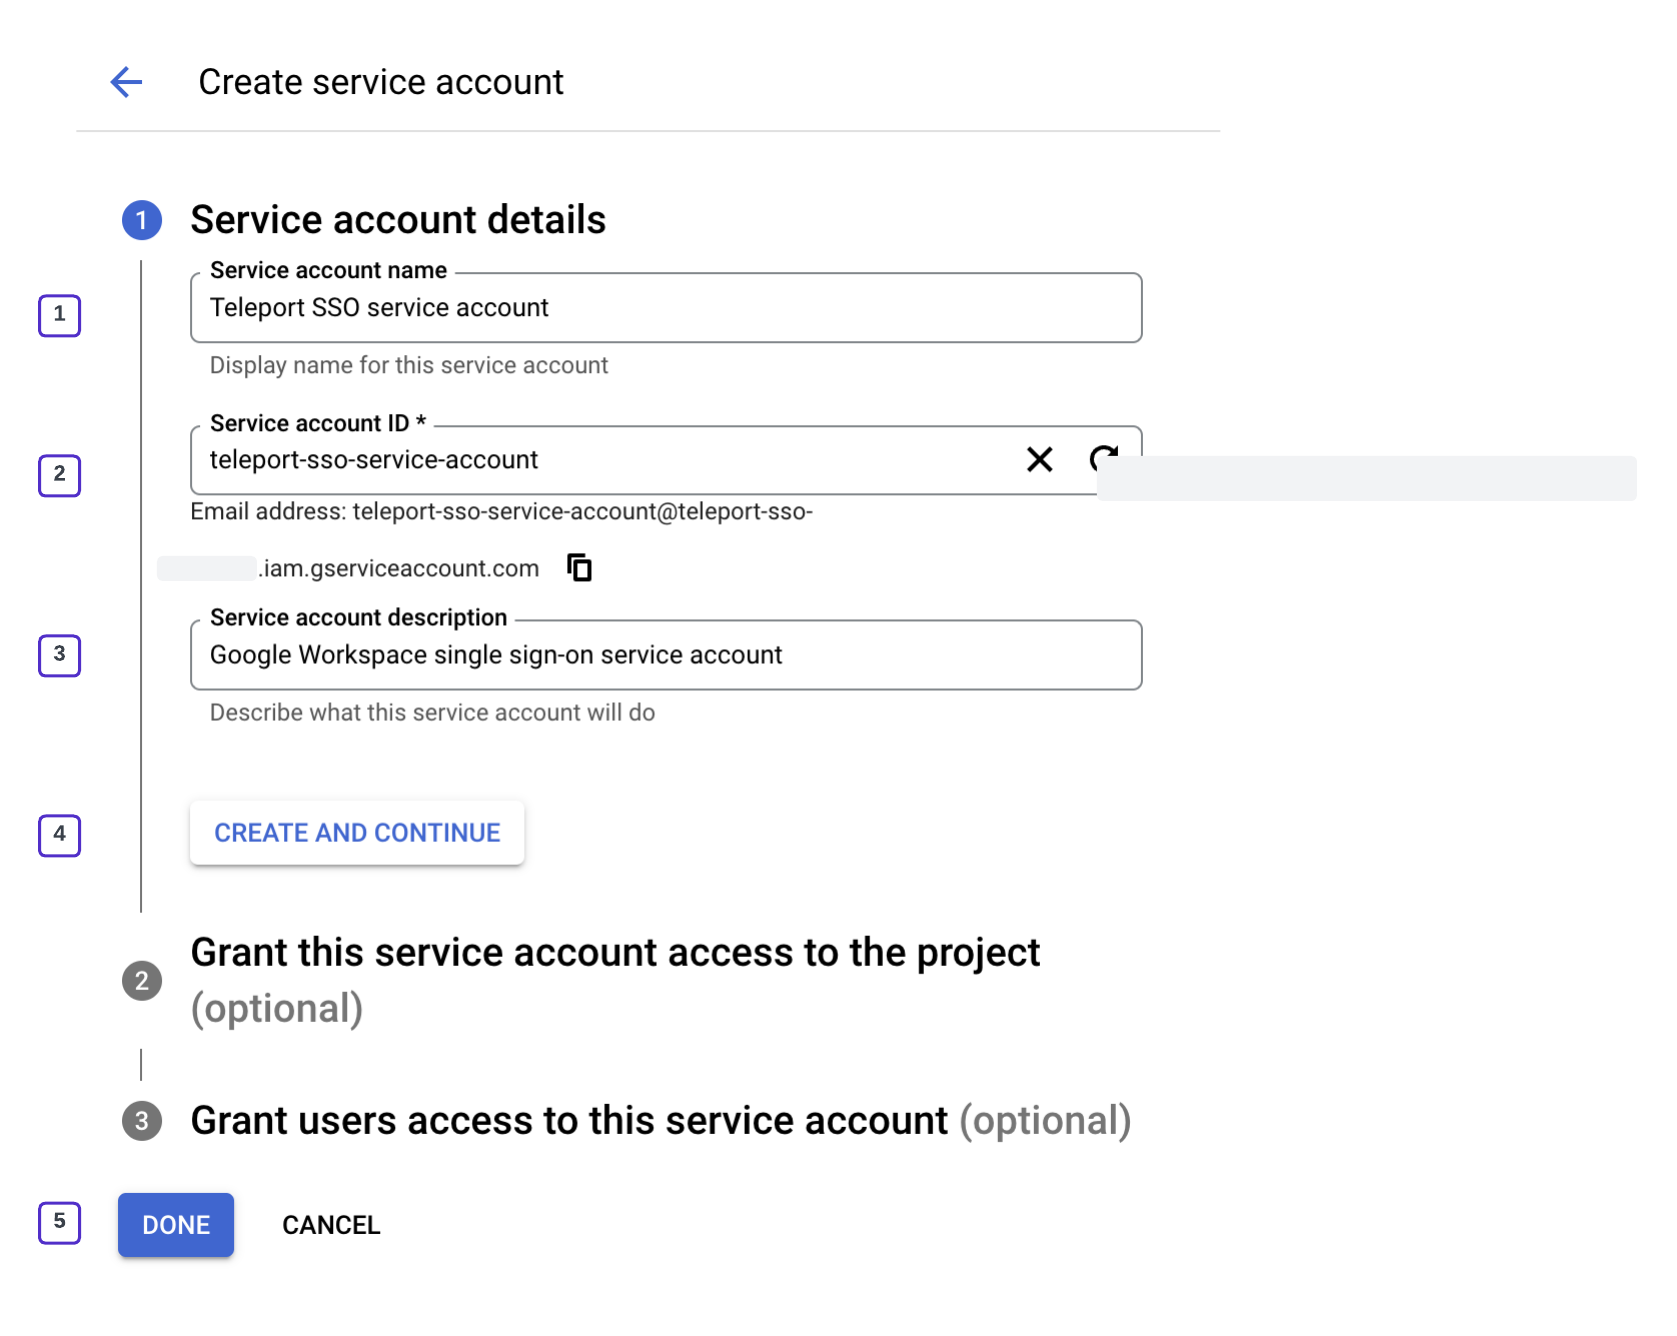 Create service account
1 Service account details
Service account name
1 Teleport SSO service account
Display name for this service account
Service account ID *
2 teleport-sso-service-account
Email address: teleport-sso-service-account@teleport-sso-
.iam.gserviceaccount.com
Service account description
3 Google Workspace single sign-on service account
Describe what this service account will do
4 CREATE AND CONTINUE
Grant this service account access to the project
2 (optional)
3 Grant users access to this service account (optional)
5 DONE CANCEL